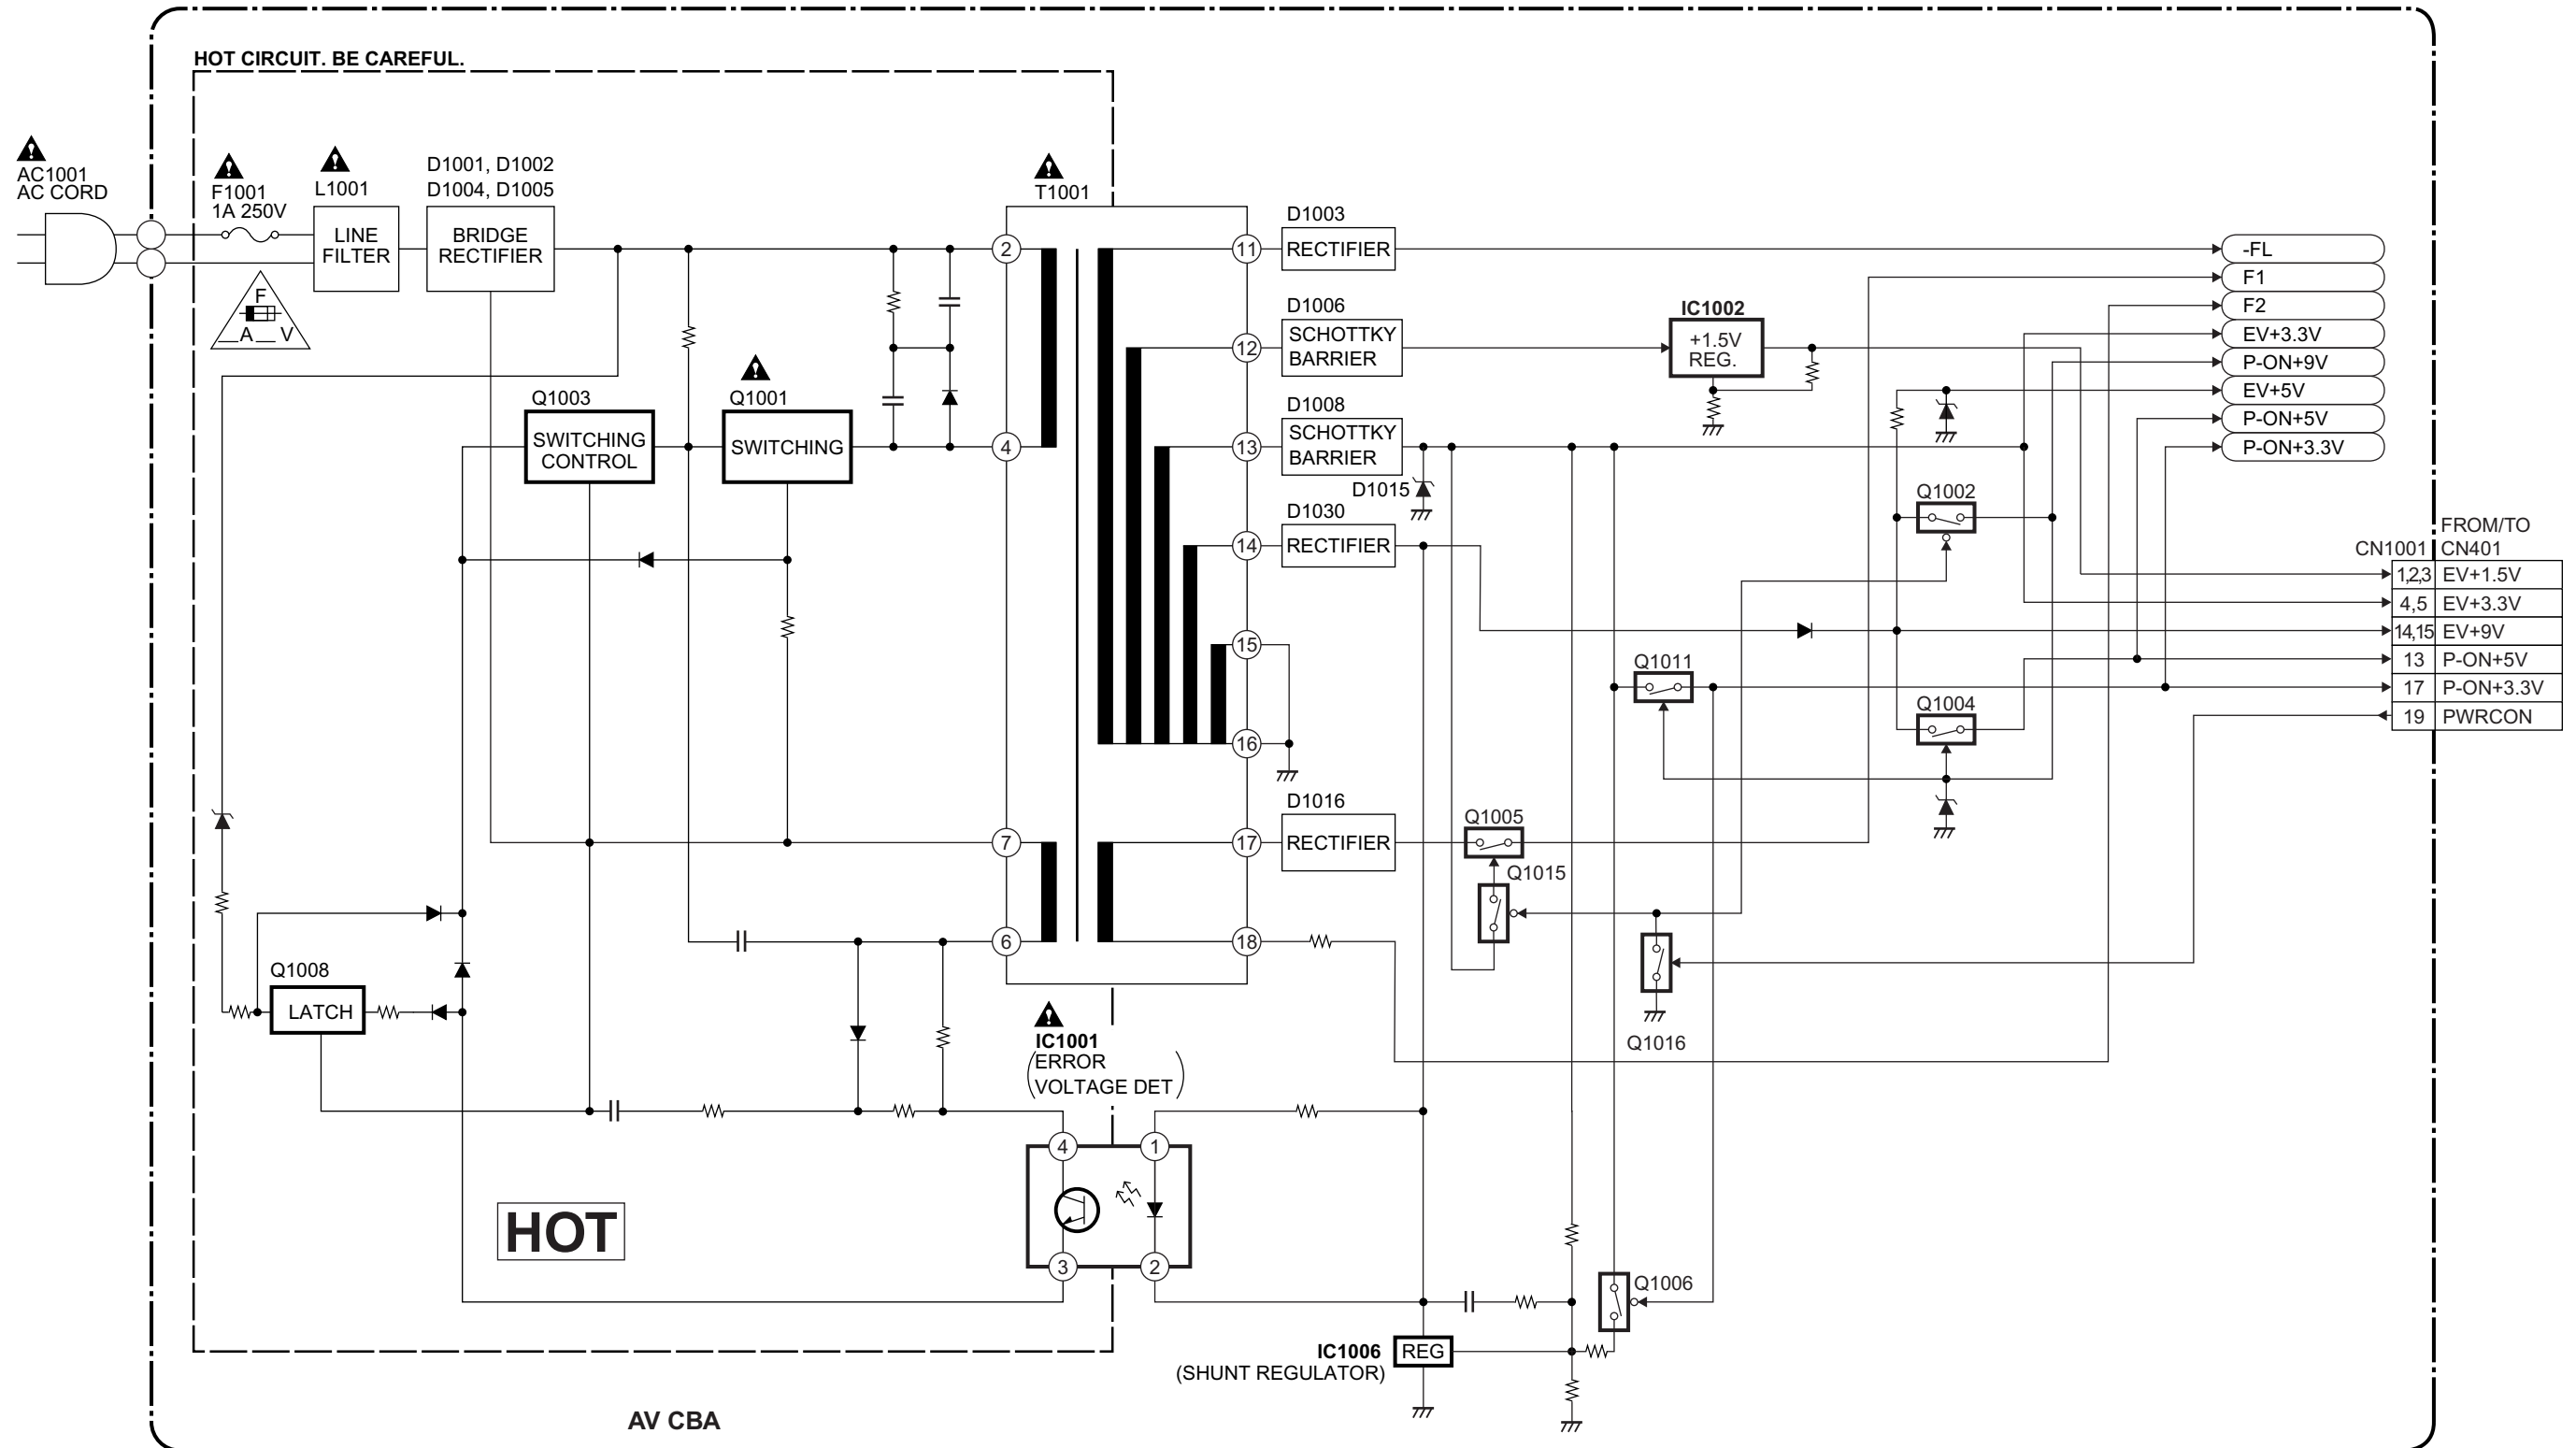 HOT CIRCUIT. BE CAREFUL.
AC1001
AC CORD
F1001
1A 250V
L1001
LINE
FILTER
D1001, D1002
D1004, D1005
BRIDGE
RECTIFIER
F
__A__ V
Q1003
SWITCHING
CONTROL
Q1001
SWITCHING
T1001
2
4
7
6
11
12
13
14
15
16
17
18
D1003
RECTIFIER
D1006
SCHOTTKY
BARRIER
D1008
SCHOTTKY
BARRIER
D1015
D1030
RECTIFIER
D1016
RECTIFIER
IC1002
+1.5V
REG.
-FL
F1
F2
EV+3.3V
P-ON+9V
EV+5V
P-ON+5V
P-ON+3.3V
Q1002
Q1011
Q1004
Q1005
Q1015
Q1016
FROM/TO
CN1001 CN401
1,2,3 EV+1.5V
4,5 EV+3.3V
14,15 EV+9V
13 P-ON+5V
17 P-ON+3.3V
19 PWRCON
Q1008
LATCH
IC1001
ERROR
VOLTAGE DET
4
1
3
2
HOT
Q1006
IC1006
(SHUNT REGULATOR)
REG
AV CBA